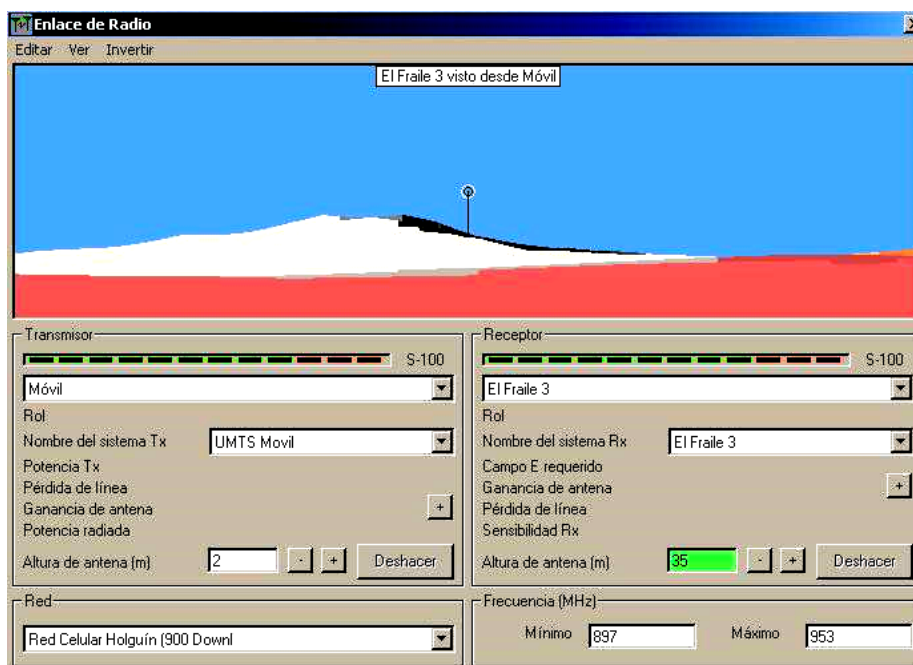 Enlace de Radio
Editar Ver Invertir
El Fraile 3 visto desde Móvil
Transmisor
S-100
Móvil
Rol
Nombre del sistema Tx UMTS Movil
Potencia Tx
Pérdida de línea
Ganancia de antena +
Potencia radiada
Altura de antena (m) 2 - + Deshacer
Receptor
S-100
El Fraile 3
Rol
Nombre del sistema Rx El Fraile 3
Campo E requerido
Ganancia de antena +
Pérdida de línea
Sensibilidad Rx
Altura de antena (m) 35 - + Deshacer
Red
Red Celular Holguín (900 Downl
Frecuencia (MHz)
Mínimo 897 Máximo 953